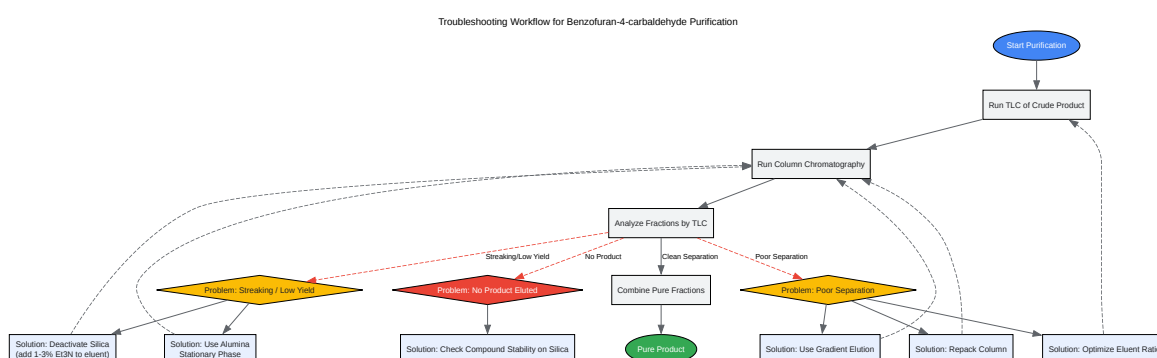 Troubleshooting Workflow for Benzofuran-4-carbaldehyde Purification
Start Purification
Run TLC of Crude Product
Run Column Chromatography
Analyze Fractions by TLC
Streaking/Low Yield
No Product
Clean Separation
Poor Separation
Problem: Streaking / Low Yield
Problem: No Product Eluted
Combine Pure Fractions
Problem: Poor Separation
Solution: Deactivate Silica
(add 1-3% Et3N to eluent)
Solution: Use Alumina
Stationary Phase
Solution: Check Compound Stability on Silica
Pure Product
Solution: Use Gradient Elution
Solution: Repack Column
Solution: Optimize Eluent